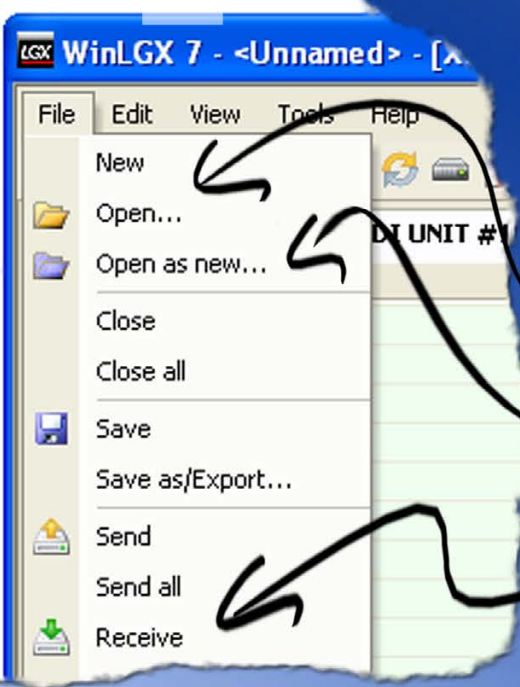 LGX WinLGX 7 - <Unnamed> - [X
File Edit View Tools Help
New
Open...
DI UNIT #1
Open as new...
Close
Close all
Save
Save as/Export...
Send
Send all
Receive